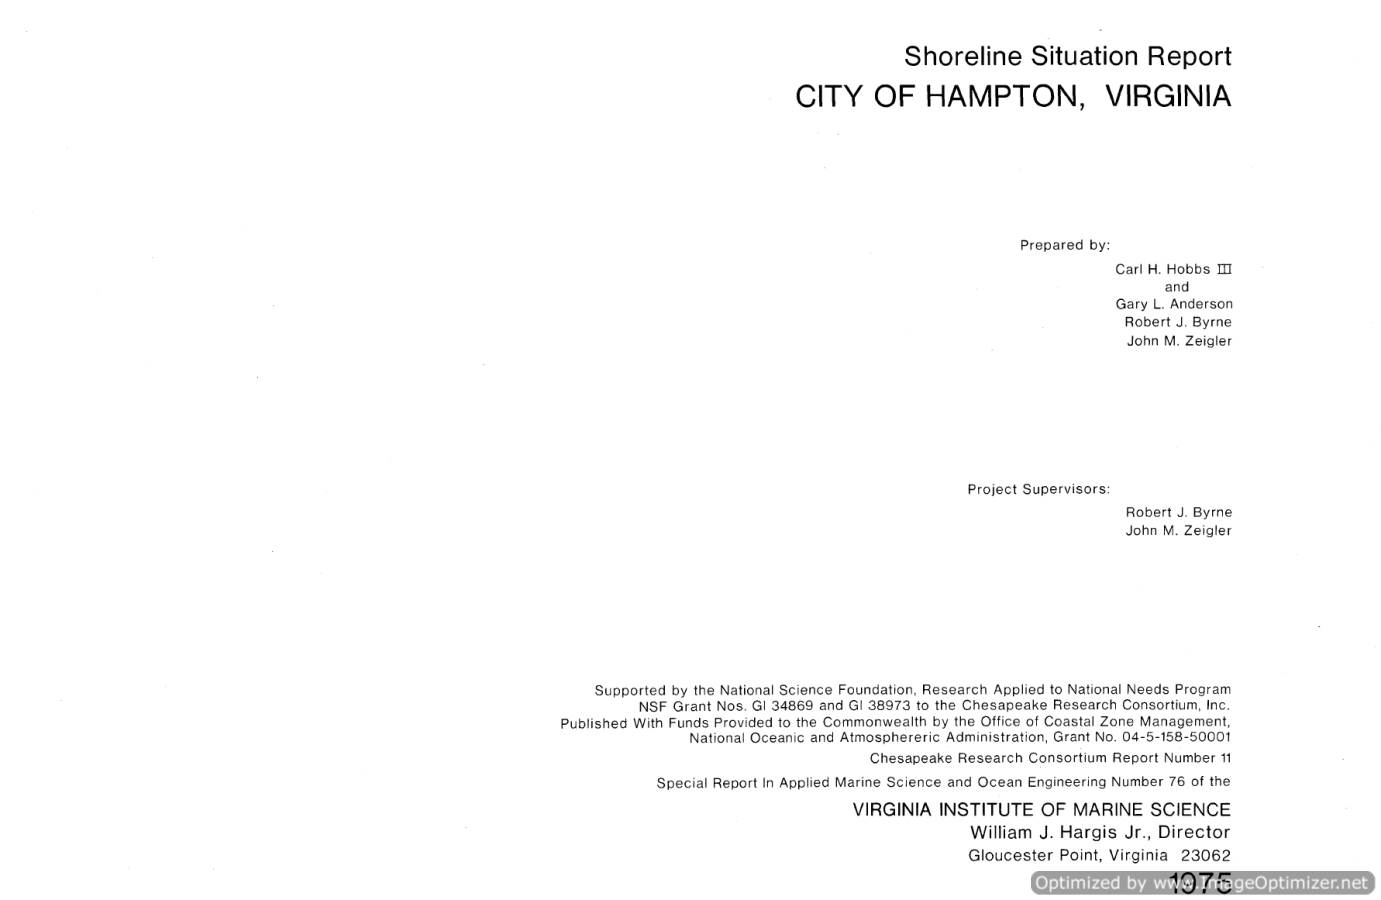 Shoreline Situation Report
CITY OF HAMPTON, VIRGINIA
Prepared by:
Carl H. Hobbs III
and
Gary L. Anderson
Robert J. Byrne
John M. Zeigler
Project Supervisors:
Robert J. Byrne
John M. Zeigler
Supported by the National Science Foundation, Research Applied to National Needs Program
NSF Grant Nos. GI 34869 and GI 38973 to the Chesapeake Research Consortium, Inc.
Published With Funds Provided to the Commonwealth by the Office of Coastal Zone Management,
National Oceanic and Atmosphereric Administration, Grant No. 04-5-158-50001
Chesapeake Research Consortium Report Number 11
Special Report In Applied Marine Science and Ocean Engineering Number 76 of the
VIRGINIA INSTITUTE OF MARINE SCIENCE
William J. Hargis Jr., Director
Gloucester Point, Virginia 23062
1975
Optimized by www.ImageOptimizer.net